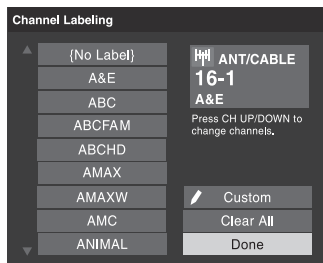 Channel Labeling
{No Label}
A&E
ABC
ABCFAM
ABCHD
AMAX
AMAXW
AMC
ANIMAL
ANT/CABLE
16-1
A&E
Press CH UP/DOWN to
change channels.
Custom
Clear All
Done